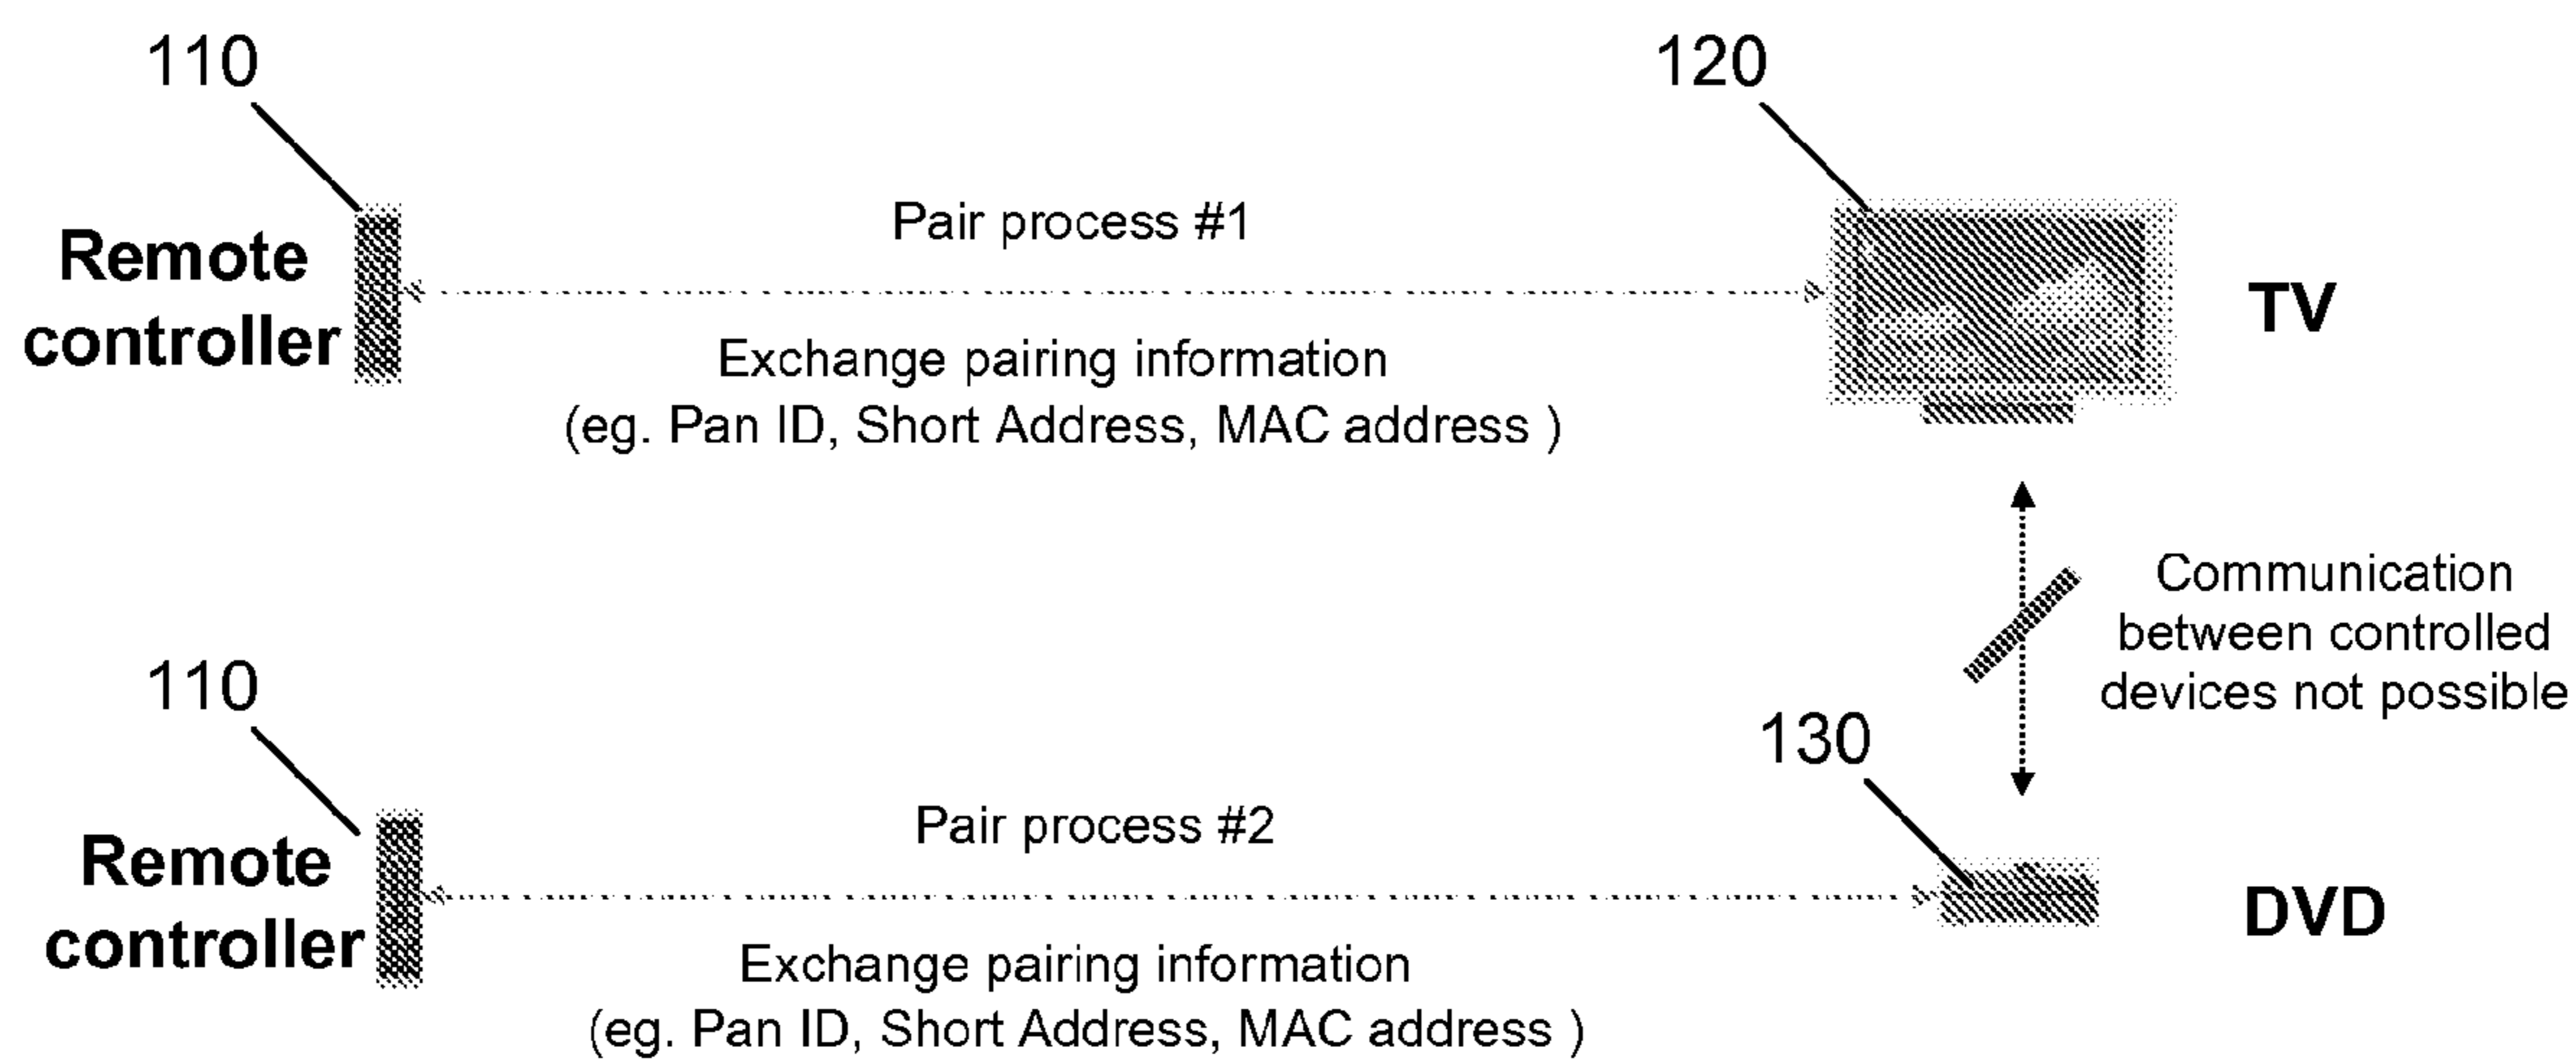 110
120
Pair process #1
Remote
controller
TV
Exchange pairing information
(eg. Pan ID, Short Address, MAC address )
Communication
between controlled
devices not possible
110
130
Pair process #2
Remote
controller
DVD
Exchange pairing information
(eg. Pan ID, Short Address, MAC address )